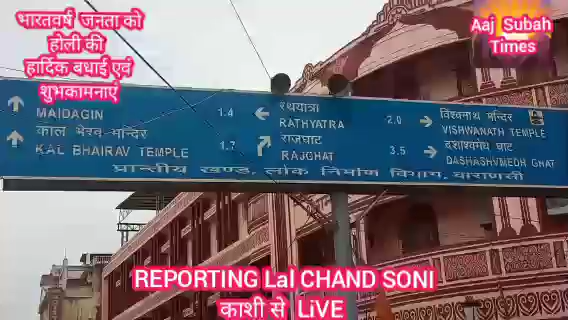 भारतवर्ष जनता को
होली की
हार्दिक बधाई एवं
शुभकामनाएं
Aaj Subah
Times
MAIDAGIN 1.4
काल भैरव मन्दिर
KAL BHAIRAV TEMPLE 1.7
रथयात्रा
RATHYATRA 2.0
राजघाट
RAJGHAT 3.5
विश्वनाथ मन्दिर
VISHWANATH TEMPLE
दशाश्वमेध घाट
DASHASHVMEDH GHAT
प्रान्तीय खण्ड, लोक निर्माण विभाग, वाराणसी
REPORTING Lal CHAND SONI
काशी से LiVE